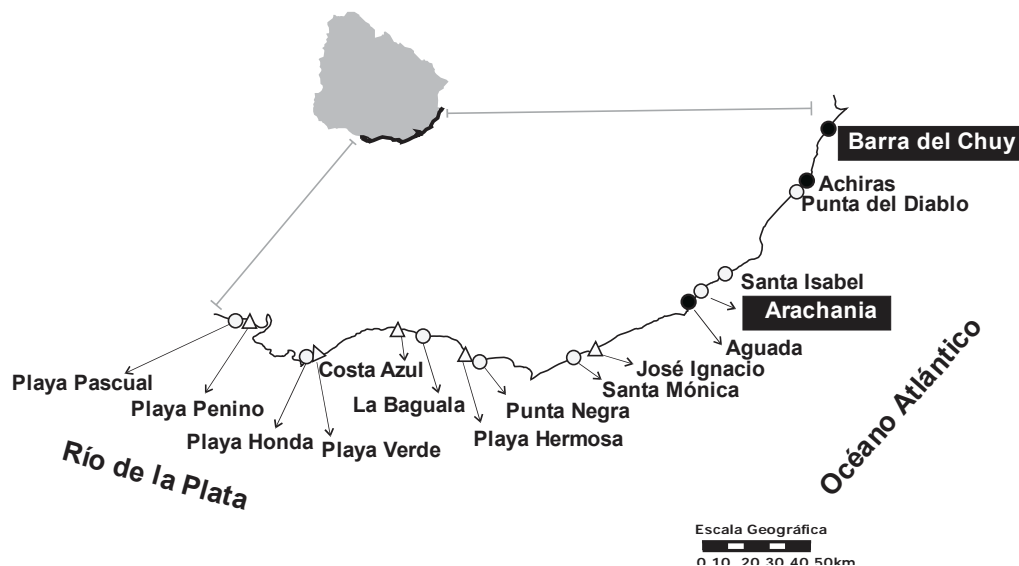 Barra del Chuy
Achiras
Punta del Diablo
Santa Isabel
Arachania
Aguada
José Ignacio
Costa Azul
Santa Mónica
Playa Pascual
La Baguala
Punta Negra
Playa Penino
Playa Honda
Playa Verde
Playa Hermosa
Río de la Plata
Océano Atlántico
Escala Geográfica
0 10 20 30 40 50km